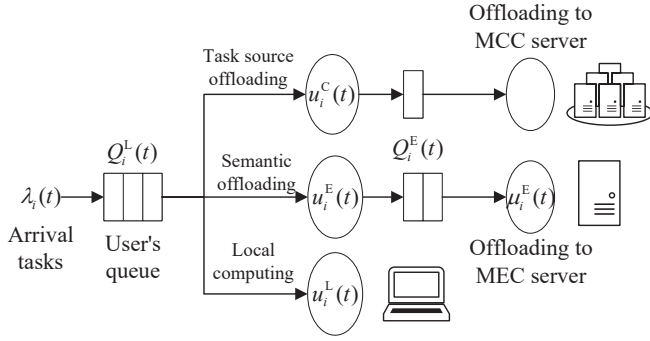 Offloading to
MCC server
Task source
offloading
u_i^C(t)
Q_i^L(t)
Semantic
offloading
Q_i^E(t)
λ_i(t)
u_i^E(t)
μ_i^E(t)
Arrival
tasks
User's
queue
Local
computing
u_i^L(t)
Offloading to
MEC server